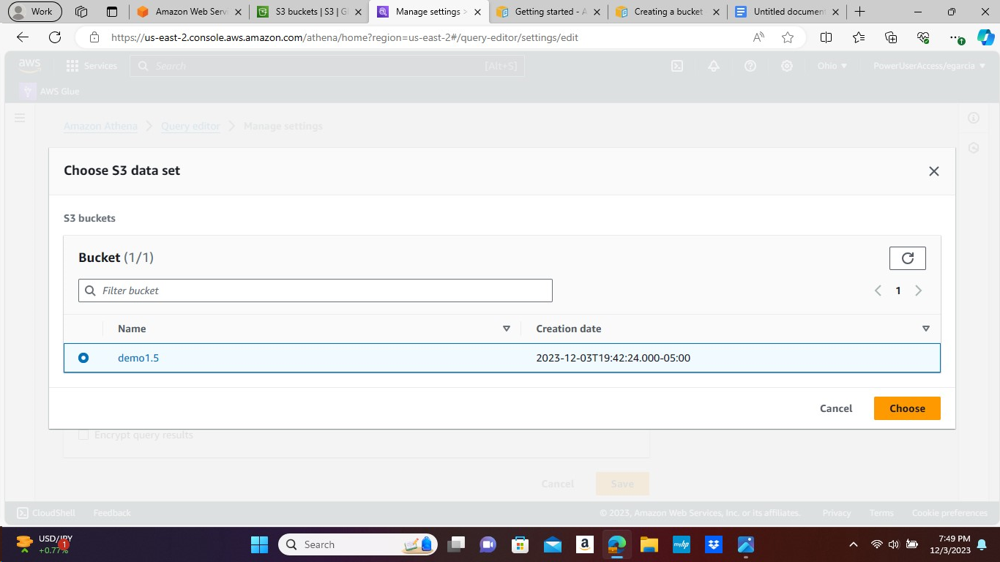 Work
Amazon Web Servi
S3 buckets | S3 | Gl
Manage settings >
Getting started - A
Creating a bucket
Untitled document
https://us-east-2.console.aws.amazon.com/athena/home?region=us-east-2#/query-editor/settings/edit
aws
Services
Search
[Alt+S]
Ohio
PowerUserAccess/egarcia
AWS Glue
Amazon Athena
Query editor
Manage settings
Choose S3 data set
S3 buckets
Bucket (1/1)
Filter bucket
1
Name
Creation date
demo1.5
2023-12-03T19:42:24.000-05:00
Cancel
Choose
Encrypt query results
Cancel
Save
CloudShell
Feedback
© 2023, Amazon Web Services, Inc. or its affiliates.
Privacy
Terms
Cookie preferences
USD/JPY
1
+0.77%
Search
a
myhp
7:49 PM
12/3/2023